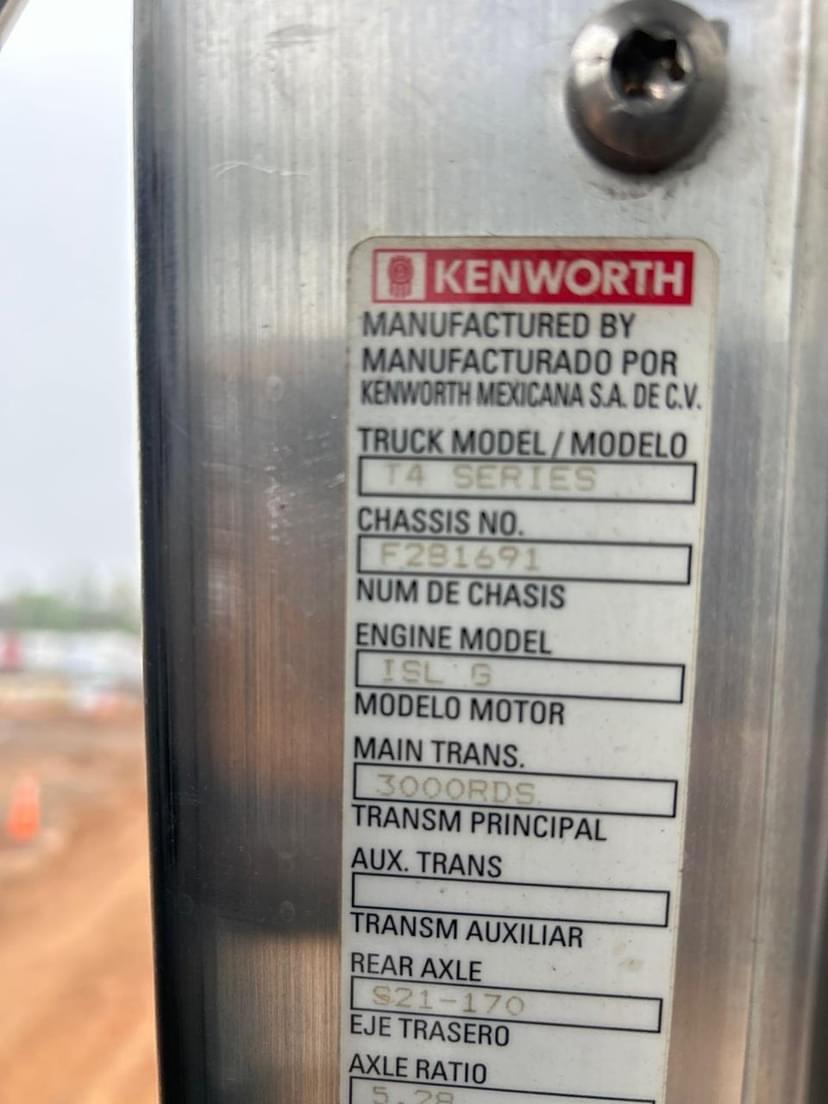 KENWORTH
MANUFACTURED BY
MANUFACTURADO POR
KENWORTH MEXICANA S.A. DE C.V.
TRUCK MODEL / MODELO
T4 SERIES
CHASSIS NO.
F281691
NUM DE CHASIS
ENGINE MODEL
ISL G
MODELO MOTOR
MAIN TRANS.
3000RDS
TRANSM PRINCIPAL
AUX. TRANS
TRANSM AUXILIAR
REAR AXLE
S21-170
EJE TRASERO
AXLE RATIO
5.28